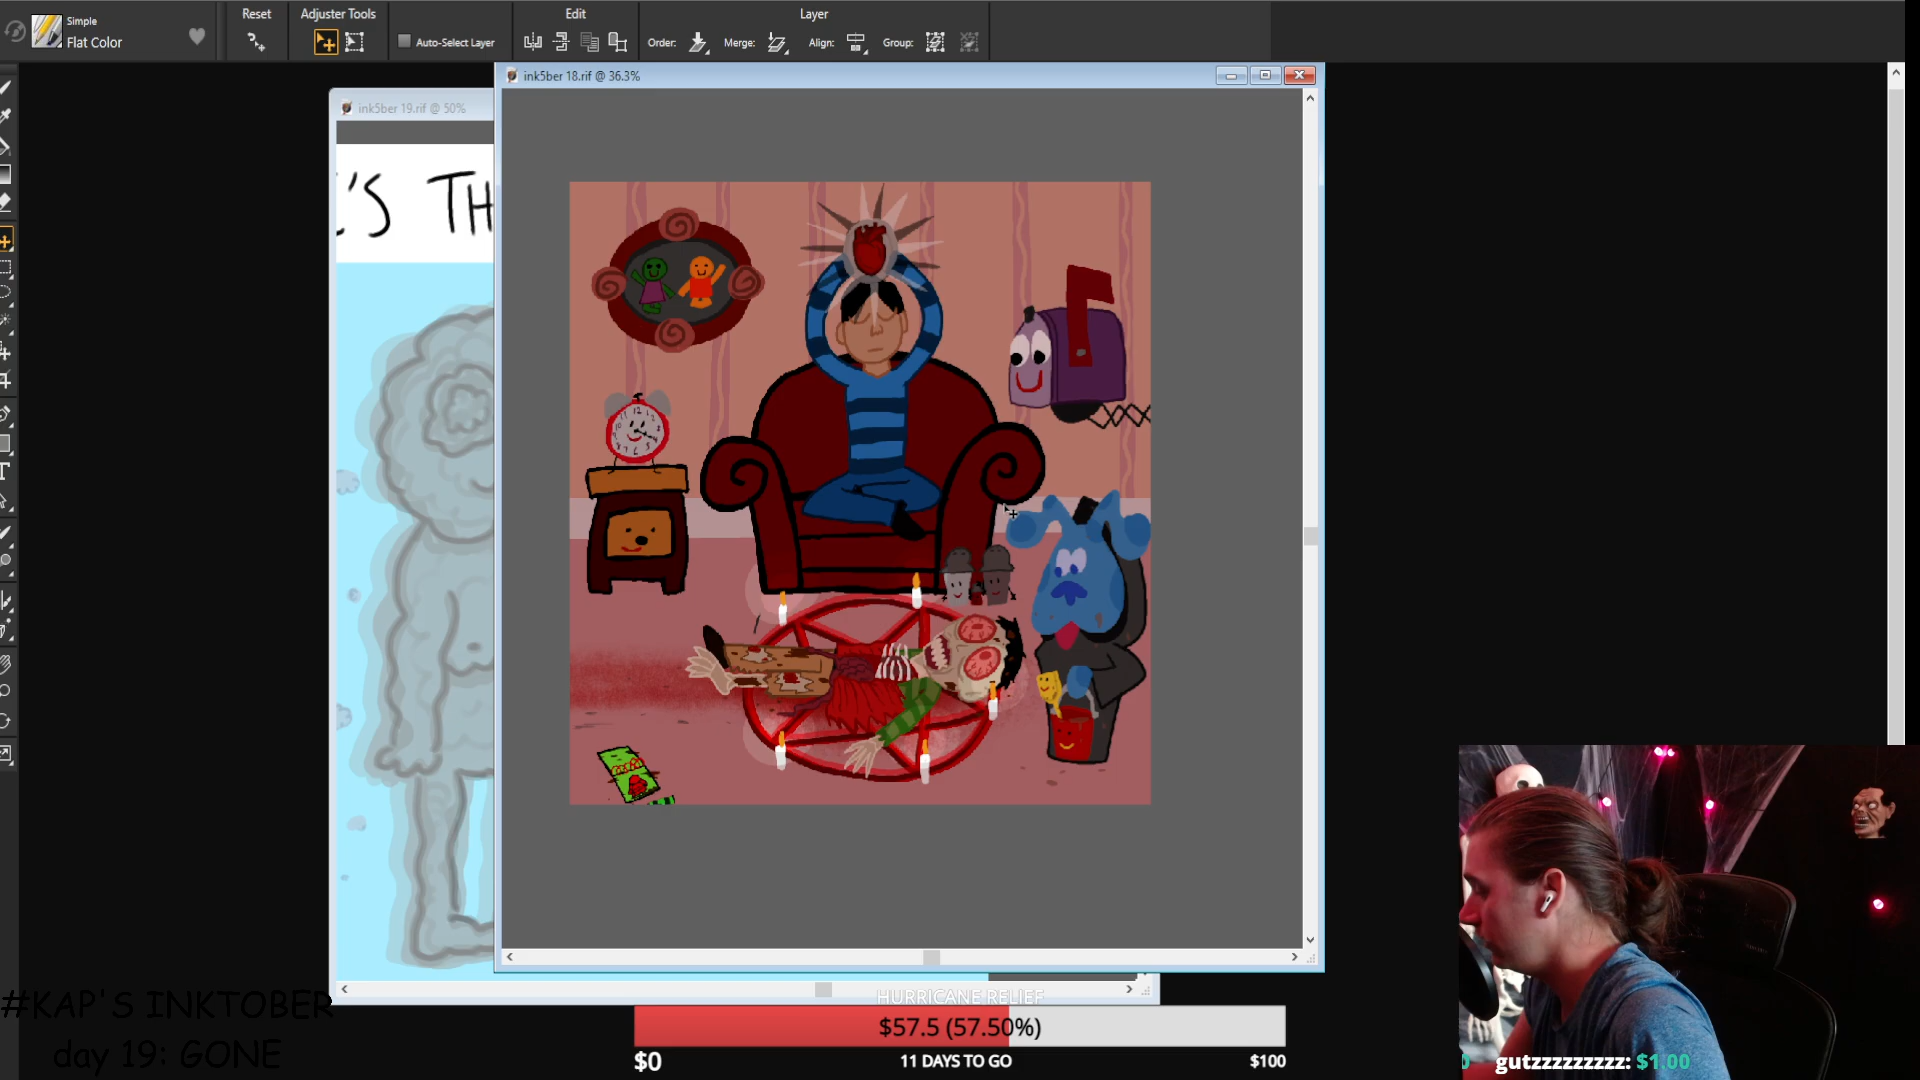 Simple
Flat Color
Reset
Adjuster Tools
Auto-Select Layer
Edit
Layer
Order:
Merge:
Align:
Group:
ink5ber 18.rif @ 36.3%
ink5ber 19.rif @ 50%
'S TH
#KAP'S INKTOBER
day 19: GONE
HURRICANE RELIEF
$57.5 (57.50%)
$0
11 DAYS TO GO
$100
gutzzzzzzzzz: $1.00